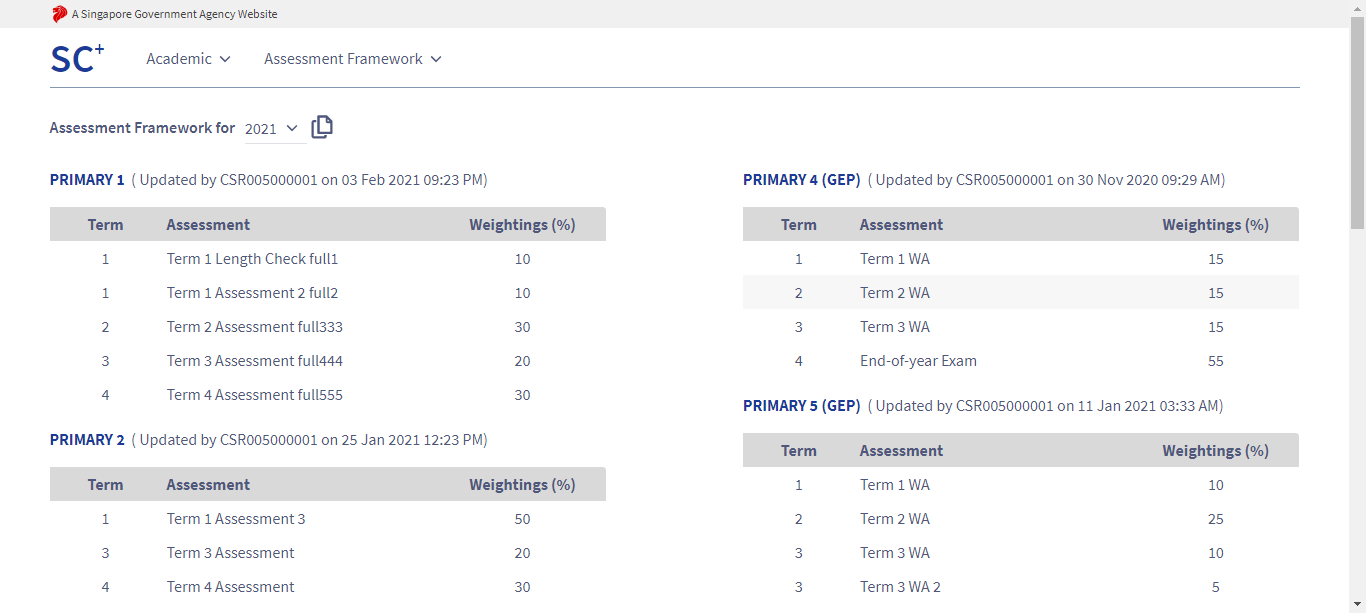 A Singapore Government Agency Website
SC+ Academic Assessment Framework
Assessment Framework for 2021
PRIMARY 1 ( Updated by CSR005000001 on 03 Feb 2021 09:23 PM)
Term Assessment Weightings (%)
1 Term 1 Length Check full1 10
1 Term 1 Assessment 2 full2 10
2 Term 2 Assessment full333 30
3 Term 3 Assessment full444 20
4 Term 4 Assessment full555 30
PRIMARY 2 ( Updated by CSR005000001 on 25 Jan 2021 12:23 PM)
Term Assessment Weightings (%)
1 Term 1 Assessment 3 50
3 Term 3 Assessment 20
4 Term 4 Assessment 30
PRIMARY 4 (GEP) ( Updated by CSR005000001 on 30 Nov 2020 09:29 AM)
Term Assessment Weightings (%)
1 Term 1 WA 15
2 Term 2 WA 15
3 Term 3 WA 15
4 End-of-year Exam 55
PRIMARY 5 (GEP) ( Updated by CSR005000001 on 11 Jan 2021 03:33 AM)
Term Assessment Weightings (%)
1 Term 1 WA 10
2 Term 2 WA 25
3 Term 3 WA 10
3 Term 3 WA 2 5